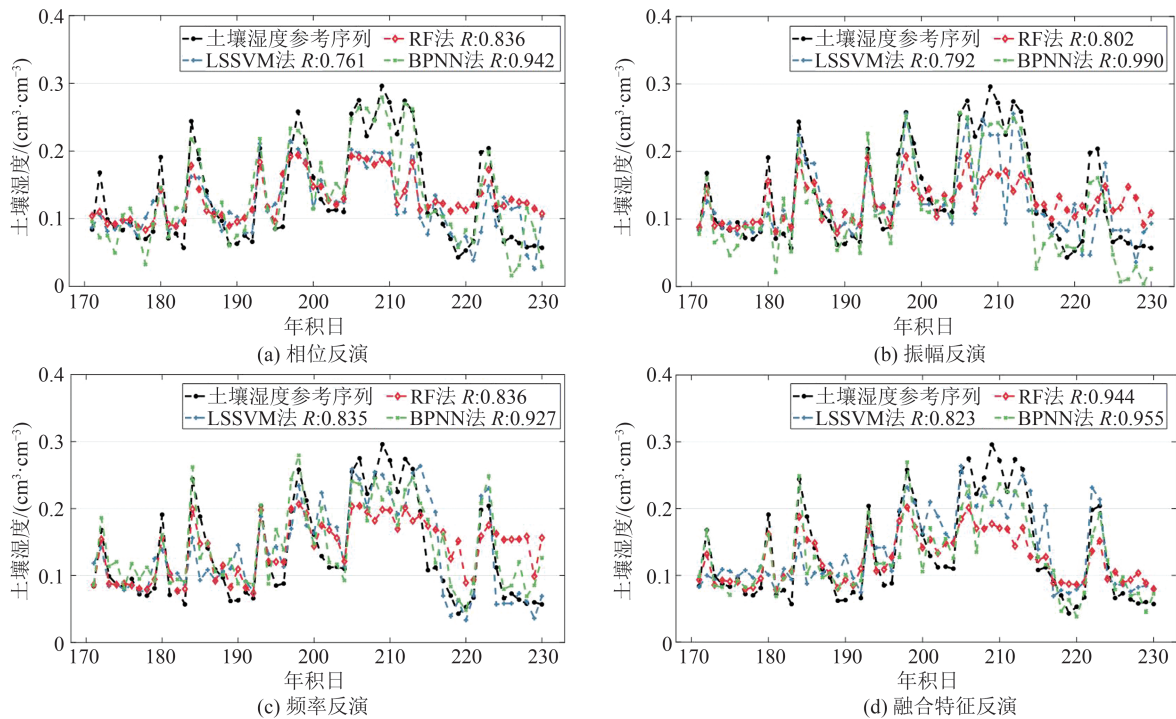 0.4
0.3
0.2
0.1
0
土壤湿度/(cm³·cm⁻³)
土壤湿度参考序列
RF法 R:0.836
LSSVM法 R:0.761
BPNN法 R:0.942
170 180 190 200 210 220 230
年积日
(a) 相位反演
0.4
0.3
0.2
0.1
0
土壤湿度/(cm³·cm⁻³)
土壤湿度参考序列
RF法 R:0.802
LSSVM法 R:0.792
BPNN法 R:0.990
170 180 190 200 210 220 230
年积日
(b) 振幅反演
0.4
0.3
0.2
0.1
0
土壤湿度/(cm³·cm⁻³)
土壤湿度参考序列
RF法 R:0.836
LSSVM法 R:0.835
BPNN法 R:0.927
170 180 190 200 210 220 230
年积日
(c) 频率反演
0.4
0.3
0.2
0.1
0
土壤湿度/(cm³·cm⁻³)
土壤湿度参考序列
RF法 R:0.944
LSSVM法 R:0.823
BPNN法 R:0.955
170 180 190 200 210 220 230
年积日
(d) 融合特征反演